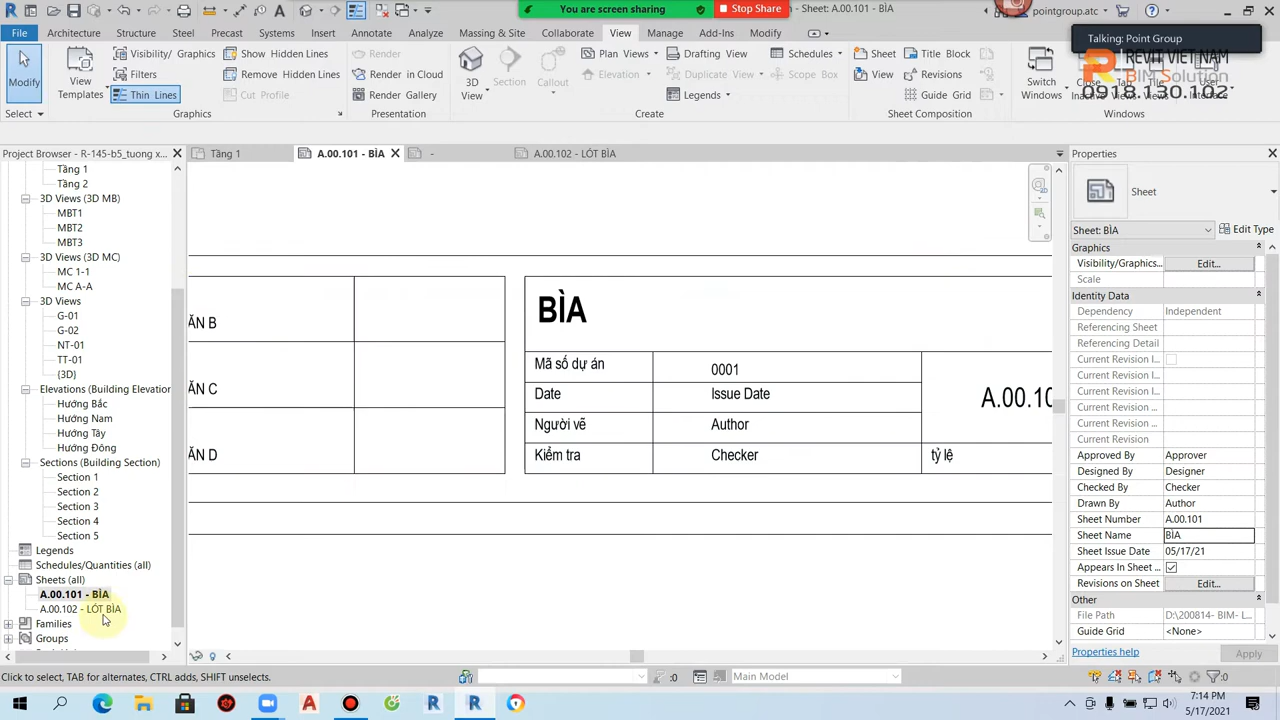 You are screen sharing
Stop Share
- Sheet: A.00.101 - BÌA
pointgroup.atc
Talking: Point Group
File
Architecture
Structure
Steel
Precast
Systems
Insert
Annotate
Analyze
Massing & Site
Collaborate
View
Manage
Add-Ins
Modify
REVIT VIET NAM
BIM Solution
0918.130.102
Modify
View
Templates
Visibility/ Graphics
Filters
Thin Lines
Show Hidden Lines
Remove Hidden Lines
Cut Profile
Render
Render in Cloud
Render Gallery
3D
View
Section
Callout
Plan Views
Elevation
Drafting View
Duplicate View
Legends
Schedules
Scope Box
Sheet
View
Title Block
Revisions
Guide Grid
Switch
Windows
Close
Inactive
Tab
Views
User
Interface
Select
Graphics
Presentation
Create
Sheet Composition
Windows
Project Browser - R-145-b5_tuong x...
Tầng 1
A.00.101 - BÌA
-
A.00.102 - LÓT BÌA
Properties
Tầng 1
Tầng 2
3D Views (3D MB)
MBT1
MBT2
MBT3
3D Views (3D MC)
MC 1-1
MC A-A
3D Views
G-01
G-02
NT-01
TT-01
{3D}
Elevations (Building Elevation
Hướng Bắc
Hướng Nam
Hướng Tây
Hướng Đông
Sections (Building Section)
Section 1
Section 2
Section 3
Section 4
Section 5
Legends
Schedules/Quantities (all)
Sheets (all)
A.00.101 - BÌA
A.00.102 - LÓT BÌA
Families
Groups
ĂN B
ĂN C
ĂN D
BÌA
Mã số dự án
0001
Date
Issue Date
Người vẽ
Author
Kiểm tra
Checker
A.00.10
tỷ lệ
Sheet
Sheet: BÌA
Edit Type
Graphics
Visibility/Graphics...
Edit...
Scale
Identity Data
Dependency
Independent
Referencing Sheet
Referencing Detail
Current Revision I...
Current Revision ...
Current Revision ...
Current Revision ...
Current Revision
Approved By
Approver
Designed By
Designer
Checked By
Checker
Drawn By
Author
Sheet Number
A.00.101
Sheet Name
BÌA
Sheet Issue Date
05/17/21
Appears In Sheet ...
Revisions on Sheet
Edit...
Other
File Path
D:\200814- BIM- L...
Guide Grid
<None>
Properties help
Apply
Click to select, TAB for alternates, CTRL adds, SHIFT unselects.
:0
Main Model
:0
7:14 PM
5/17/2021